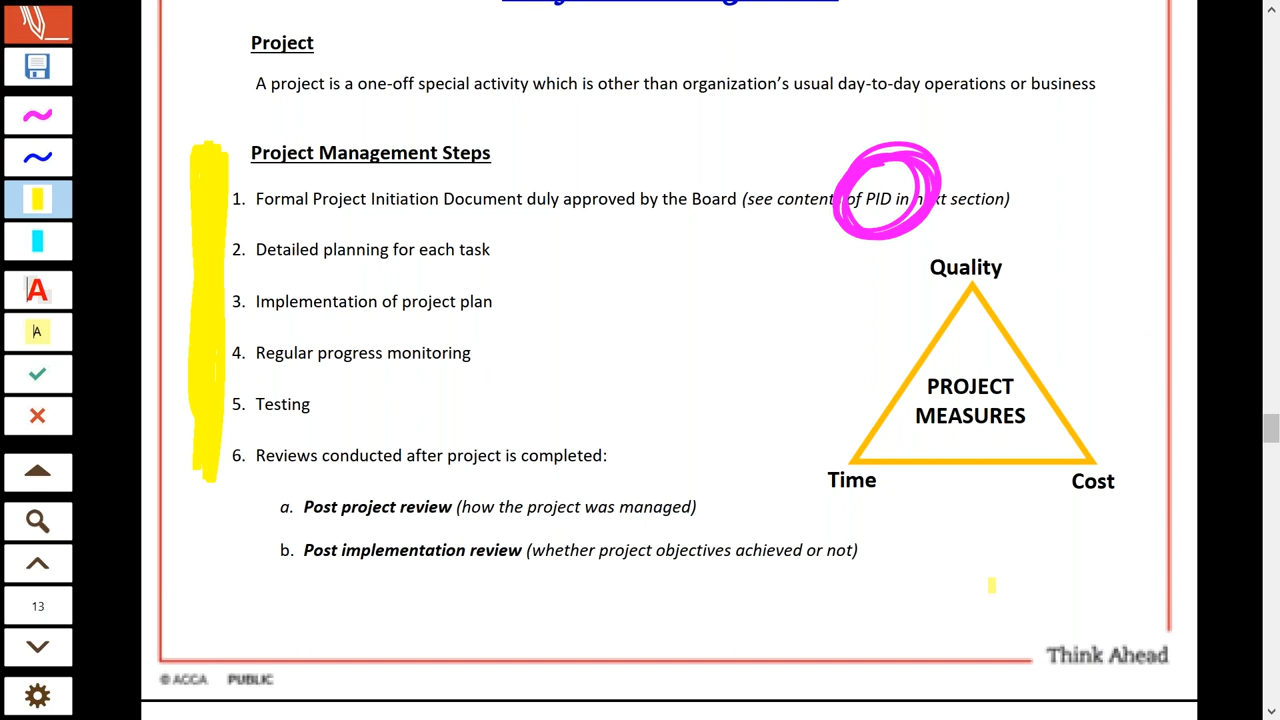 Project
A project is a one-off special activity which is other than organization's usual day-to-day operations or business
Project Management Steps
1. Formal Project Initiation Document duly approved by the Board (see content of PID in next section)
2. Detailed planning for each task
3. Implementation of project plan
4. Regular progress monitoring
5. Testing
6. Reviews conducted after project is completed:
a. Post project review (how the project was managed)
b. Post implementation review (whether project objectives achieved or not)
Quality
PROJECT
MEASURES
Time
Cost
Think Ahead
© ACCA PUBLIC
A
A
13